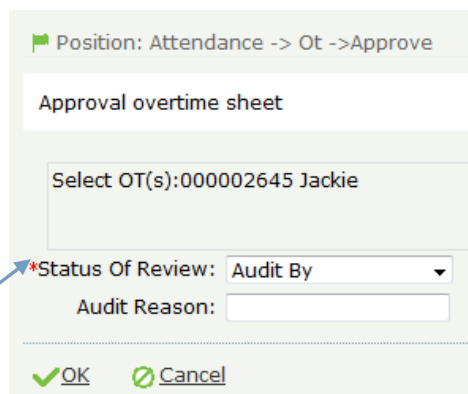 Position: Attendance -> Ot ->Approve
Approval overtime sheet
Select OT(s):000002645 Jackie
*Status Of Review: Audit By
Audit Reason:
OK Cancel